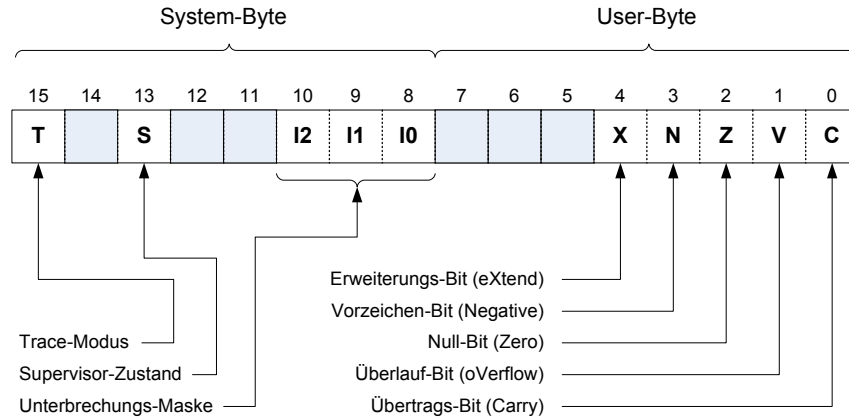 System-Byte User-Byte
15 14 13 12 11 10 9 8 7 6 5 4 3 2 1 0
T S I2 I1 I0 X N Z V C
Erweiterungs-Bit (eXtend)
Vorzeichen-Bit (Negative)
Trace-Modus Null-Bit (Zero)
Supervisor-Zustand Überlauf-Bit (oVerflow)
Unterbrechungs-Maske Übertrags-Bit (Carry)